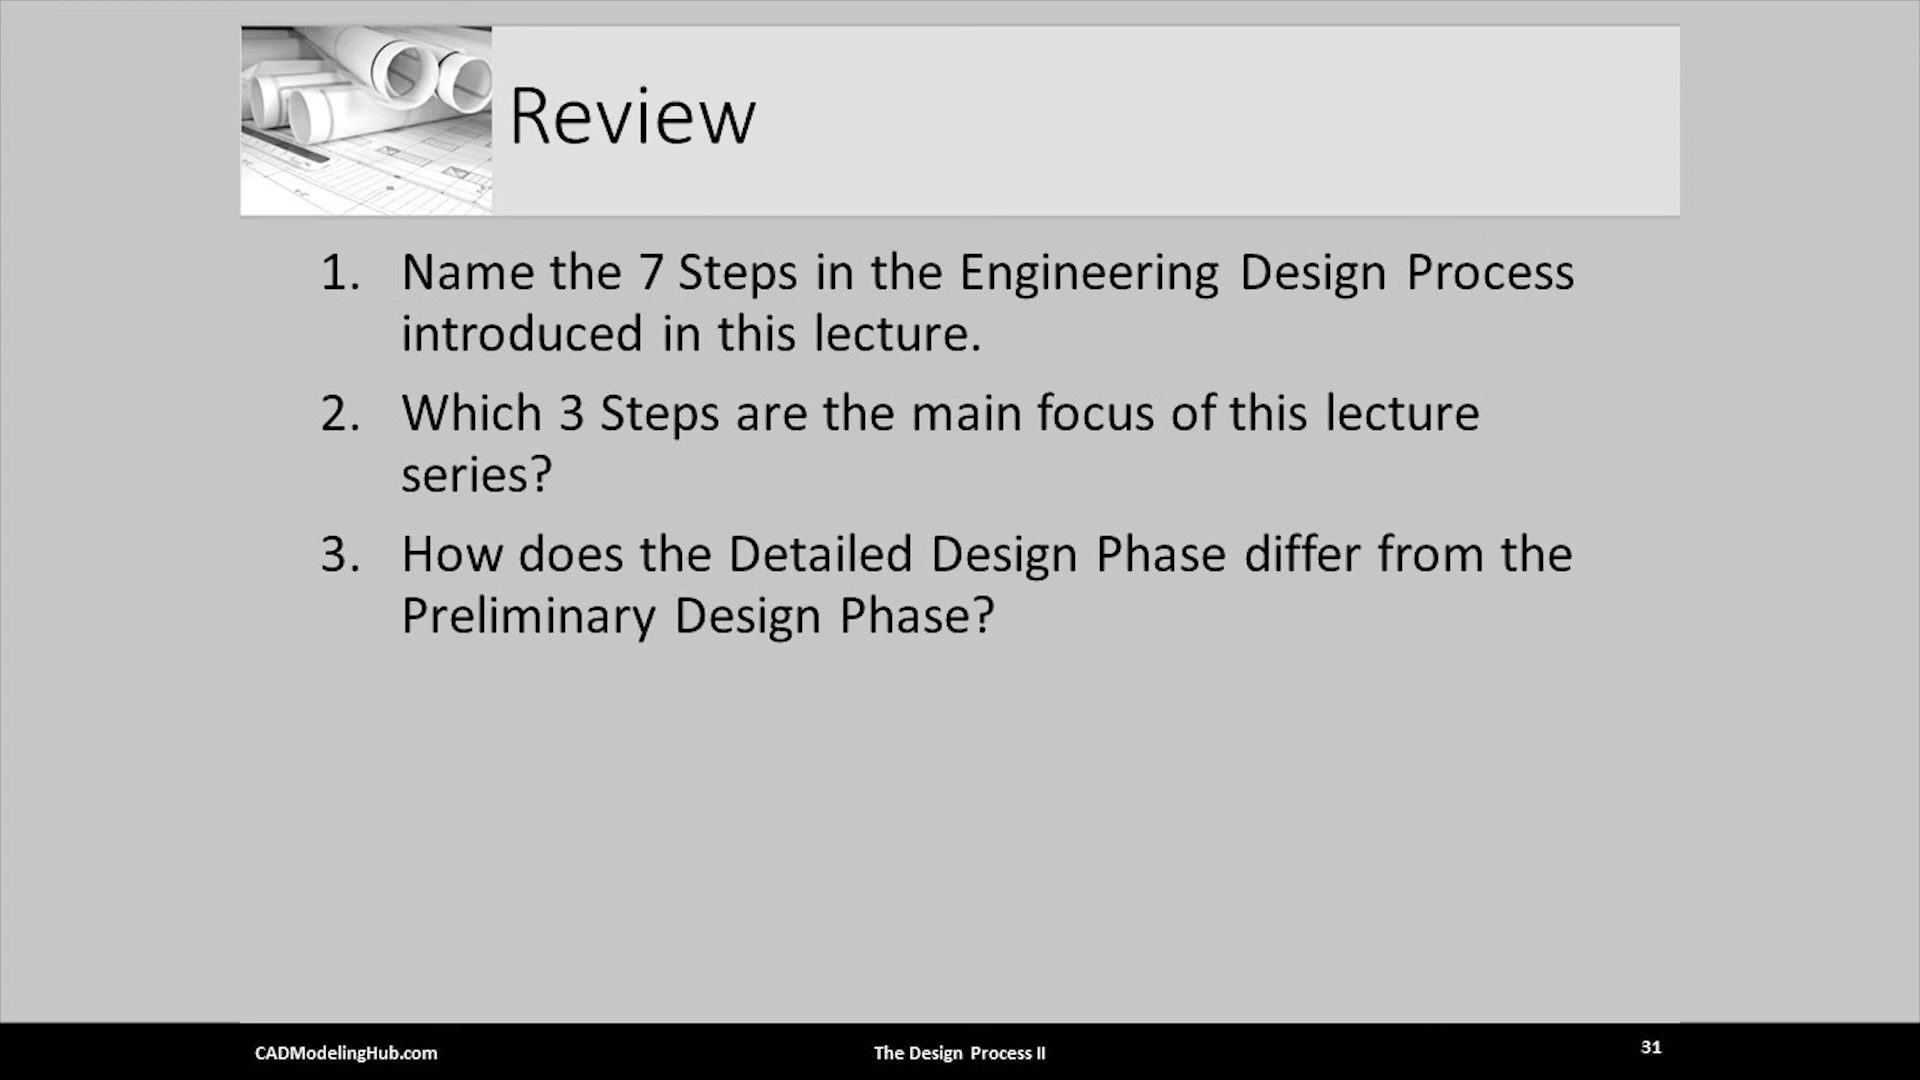 Review
1. Name the 7 Steps in the Engineering Design Process
introduced in this lecture.
2. Which 3 Steps are the main focus of this lecture
series?
3. How does the Detailed Design Phase differ from the
Preliminary Design Phase?
CADModelingHub.com
The Design Process II
31